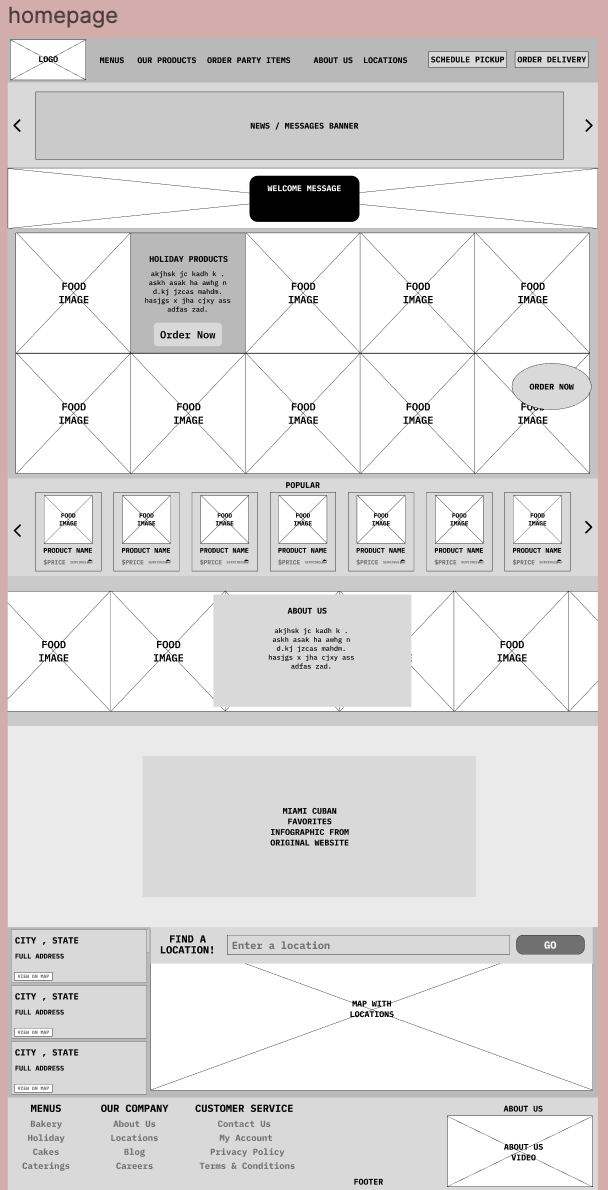 homepage
LOGO
MENUS
OUR PRODUCTS
ORDER PARTY ITEMS
ABOUT US
LOCATIONS
SCHEDULE PICKUP
ORDER DELIVERY
NEWS / MESSAGES BANNER
WELCOME MESSAGE
FOOD
IMAGE
HOLIDAY PRODUCTS
akjhsk jc kadh k .
askh asak ha awhg n
d.kj jzcas mahdm.
hasjgs x jha cjxy ass
adfas zad.
Order Now
FOOD
IMAGE
FOOD
IMAGE
FOOD
IMAGE
FOOD
IMAGE
FOOD
IMAGE
FOOD
IMAGE
FOOD
IMAGE
ORDER NOW
FOOD
IMAGE
POPULAR
FOOD
IMAGE
PRODUCT NAME
$PRICE
FOOD
IMAGE
PRODUCT NAME
$PRICE
FOOD
IMAGE
PRODUCT NAME
$PRICE
FOOD
IMAGE
PRODUCT NAME
$PRICE
FOOD
IMAGE
PRODUCT NAME
$PRICE
FOOD
IMAGE
PRODUCT NAME
$PRICE
FOOD
IMAGE
PRODUCT NAME
$PRICE
FOOD
IMAGE
FOOD
IMAGE
ABOUT US
akjhsk jc kadh k .
askh asak ha awhg n
d.kj jzcas mahdm.
hasjgs x jha cjxy ass
adfas zad.
FOOD
IMAGE
MIAMI CUBAN
FAVORITES
INFOGRAPHIC FROM
ORIGINAL WEBSITE
CITY , STATE
FULL ADDRESS
VIEW ON MAP
CITY , STATE
FULL ADDRESS
VIEW ON MAP
CITY , STATE
FULL ADDRESS
VIEW ON MAP
FIND A
LOCATION!
Enter a location
GO
MAP WITH
LOCATIONS
MENUS
Bakery
Holiday
Cakes
Caterings
OUR COMPANY
About Us
Locations
Blog
Careers
CUSTOMER SERVICE
Contact Us
My Account
Privacy Policy
Terms & Conditions
FOOTER
ABOUT US
ABOUT US
VIDEO